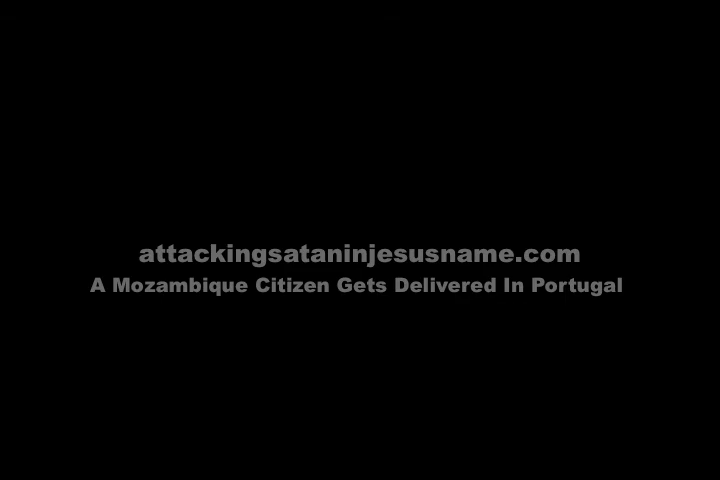 attackingsataninjesusname.com
A Mozambique Citizen Gets Delivered In Portugal